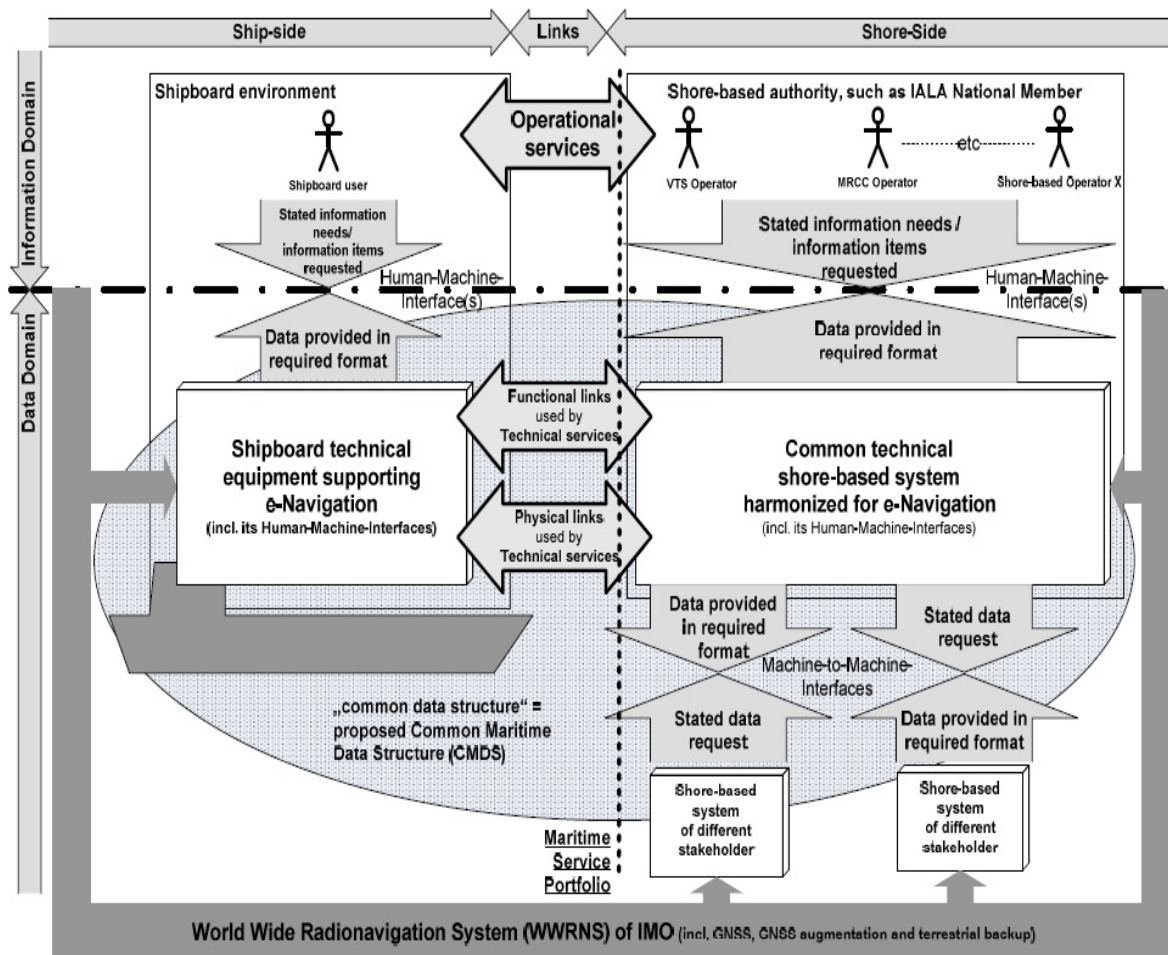 Ship-side
Links
Shore-Side
Information Domain
Data Domain
Shipboard environment
Shipboard user
Operational
services
Shore-based authority, such as IALA National Member
VTS Operator
MRCC Operator
etc
Shore-based Operator X
Stated information
needs/
information items
requested
Human-Machine-
Interface(s)
Stated information needs /
information items
requested
Human-Machine-
Interface(s)
Data provided in
required format
Data provided in
required format
Shipboard technical
equipment supporting
e-Navigation
(incl. its Human-Machine-Interfaces)
Functional links
used by
Technical services
Physical links
used by
Technical services
Common technical
shore-based system
harmonized for e-Navigation
(incl. its Human-Machine-Interfaces)
Data provided
in required
format
Stated data
request
Machine-to-Machine-
Interfaces
Stated data
request
Data provided in
required format
„common data structure“ =
proposed Common Maritime
Data Structure (CMDS)
Shore-based
system
of different
stakeholder
Shore-based
system
of different
stakeholder
Maritime
Service
Portfolio
World Wide Radionavigation System (WWRNS) of IMO (incl. GNSS, GNSS augmentation and terrestrial backup)